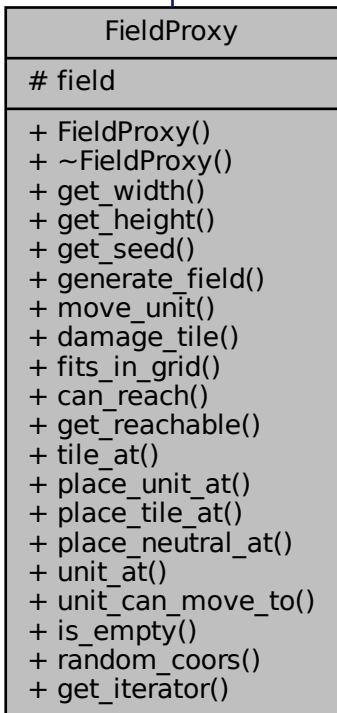 FieldProxy
# field
+ FieldProxy()
+ ~FieldProxy()
+ get_width()
+ get_height()
+ get_seed()
+ generate_field()
+ move_unit()
+ damage_tile()
+ fits_in_grid()
+ can_reach()
+ get_reachable()
+ tile_at()
+ place_unit_at()
+ place_tile_at()
+ place_neutral_at()
+ unit_at()
+ unit_can_move_to()
+ is_empty()
+ random_coors()
+ get_iterator()